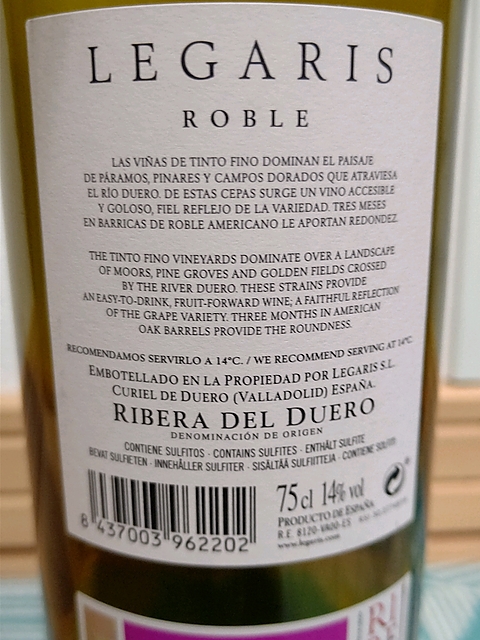 LEGARIS
ROBLE
LAS VIÑAS DE TINTO FINO DOMINAN EL PAISAJE
DE PÁRAMOS, PINARES Y CAMPOS DORADOS QUE ATRAVIESA
EL RÍO DUERO. DE ESTAS CEPAS SURGE UN VINO ACCESIBLE
Y GOLOSO, FIEL REFLEJO DE LA VARIEDAD. TRES MESES
EN BARRICAS DE ROBLE AMERICANO LE APORTAN REDONDEZ.
THE TINTO FINO VINEYARDS DOMINATE OVER A LANDSCAPE
OF MOORS, PINE GROVES AND GOLDEN FIELDS CROSSED
BY THE RIVER DUERO. THESE STRAINS PROVIDE
AN EASY-TO-DRINK, FRUIT-FORWARD WINE; A FAITHFUL REFLECTION
OF THE GRAPE VARIETY. THREE MONTHS IN AMERICAN
OAK BARRELS PROVIDE THE ROUNDNESS.
RECOMENDAMOS SERVIRLO A 14°C. / WE RECOMMEND SERVING AT 14°C.
EMBOTELLADO EN LA PROPIEDAD POR LEGARIS S.L.
CURIEL DE DUERO (VALLADOLID) ESPAÑA.
RIBERA DEL DUERO
DENOMINACIÓN DE ORIGEN
CONTIENE SULFITOS · CONTAINS SULFITES · ENTHÄLT SULFITE
BEVAT SULFIETEN · INNEHÅLLER SULFITER · SISÄLTÄÄ SULFIITTEJA · CONTIENE SOLFITI
75 cl 14% vol
PRODUCTO DE ESPAÑA
R.E. 8120-VA00-ES
www.legaris.com
8 437003 962202